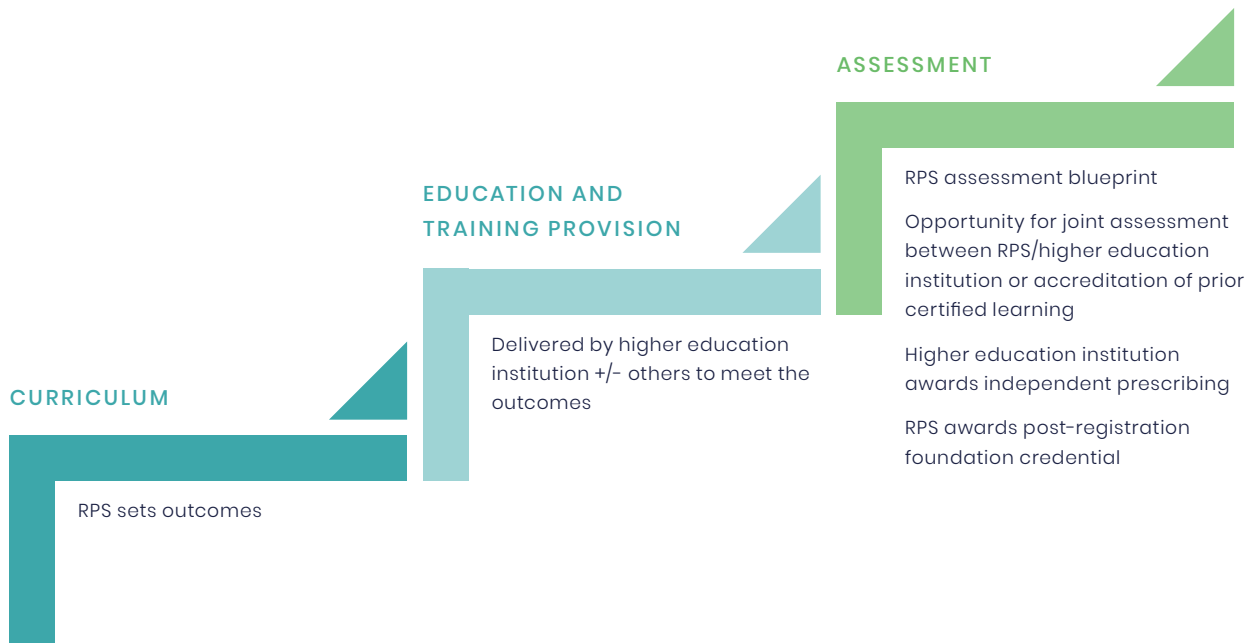 CURRICULUM
RPS sets outcomes
EDUCATION AND
TRAINING PROVISION
Delivered by higher education
institution +/- others to meet the
outcomes
ASSESSMENT
RPS assessment blueprint
Opportunity for joint assessment
between RPS/higher education
institution or accreditation of prior
certified learning
Higher education institution
awards independent prescribing
RPS awards post-registration
foundation credential